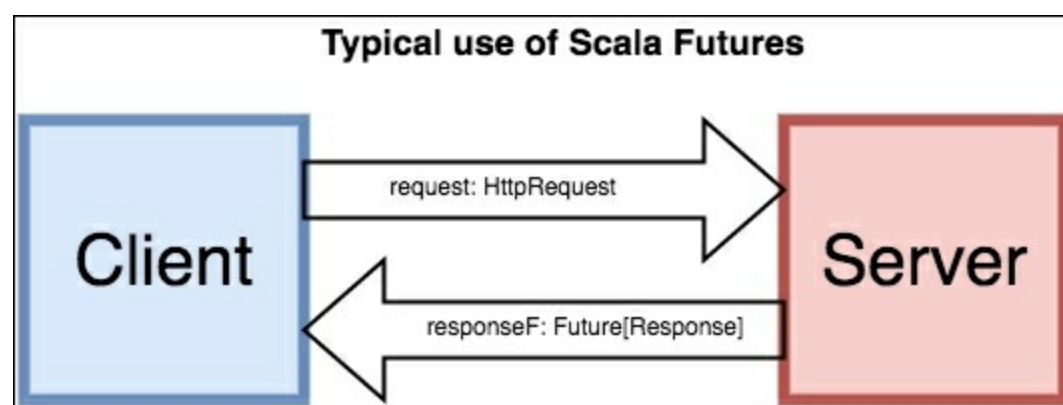 Typical use of Scala Futures
request: HttpRequest
Client
Server
responseF: Future[Response]